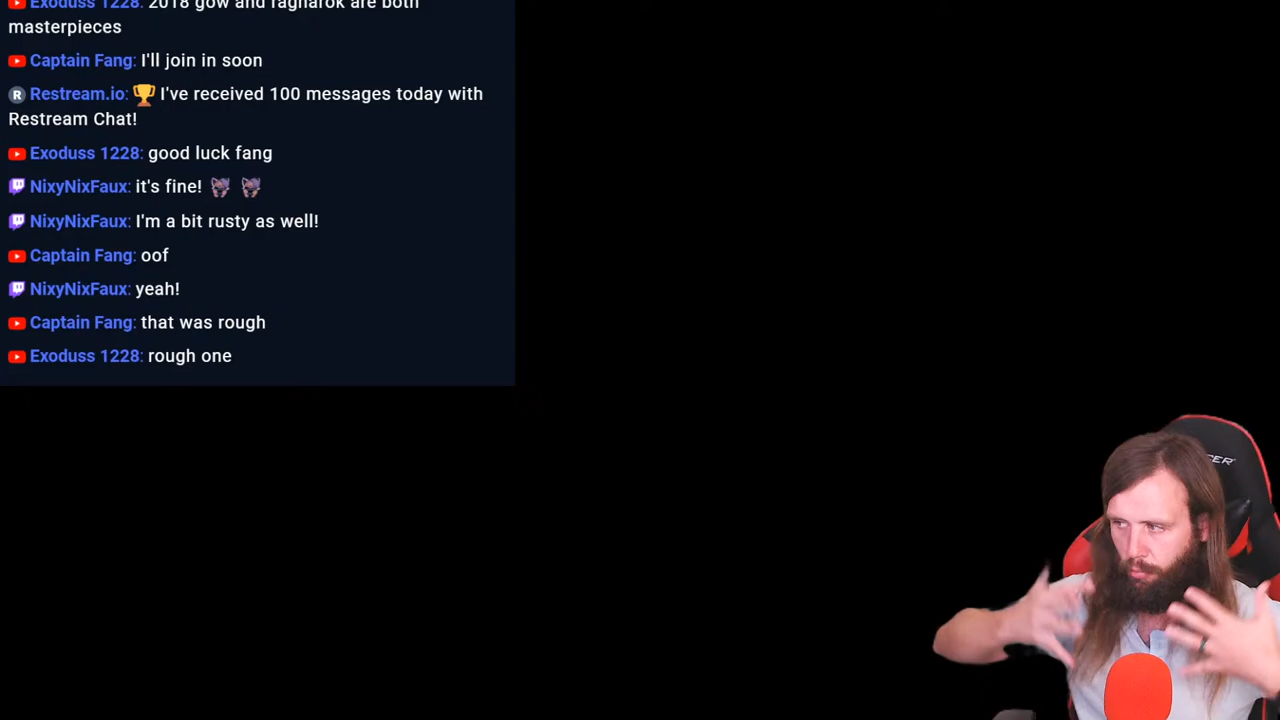 Exoduss 1228: 2018 gow and ragnarok are both
masterpieces
Captain Fang: I'll join in soon
Restream.io: 🏆 I've received 100 messages today with
Restream Chat!
Exoduss 1228: good luck fang
NixyNixFaux: it's fine!
NixyNixFaux: I'm a bit rusty as well!
Captain Fang: oof
NixyNixFaux: yeah!
Captain Fang: that was rough
Exoduss 1228: rough one